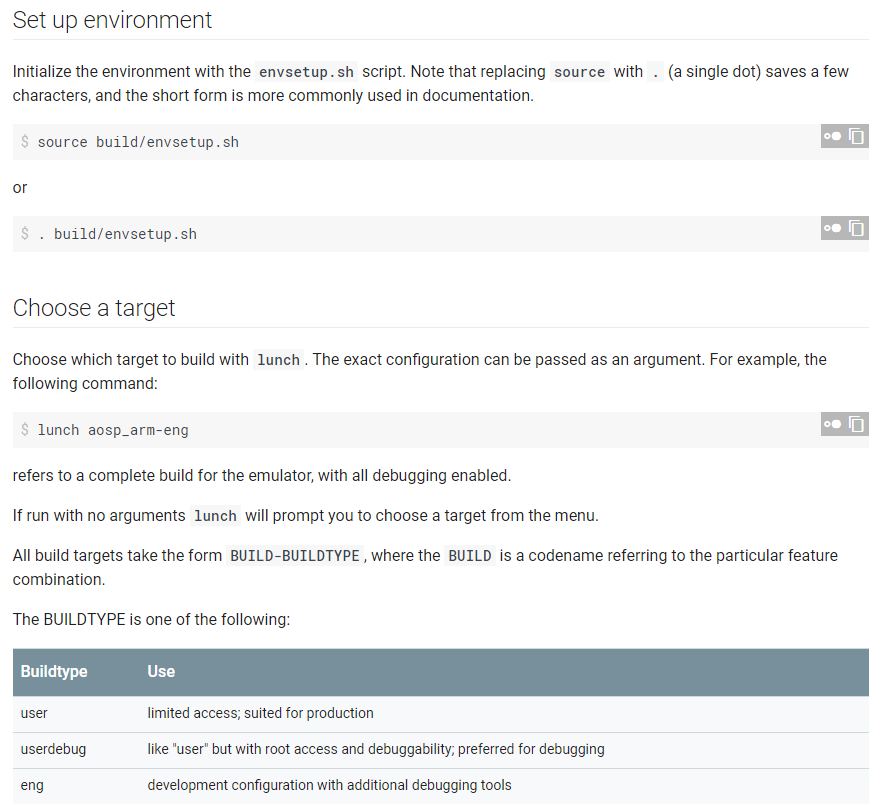 Set up environment
Initialize the environment with the envsetup.sh script. Note that replacing source with . (a single dot) saves a few
characters, and the short form is more commonly used in documentation.
$ source build/envsetup.sh
or
$ . build/envsetup.sh
Choose a target
Choose which target to build with lunch. The exact configuration can be passed as an argument. For example, the
following command:
$ lunch aosp_arm-eng
refers to a complete build for the emulator, with all debugging enabled.
If run with no arguments lunch will prompt you to choose a target from the menu.
All build targets take the form BUILD-BUILDTYPE, where the BUILD is a codename referring to the particular feature
combination.
The BUILDTYPE is one of the following:
Buildtype Use
user limited access; suited for production
userdebug like "user" but with root access and debuggability; preferred for debugging
eng development configuration with additional debugging tools